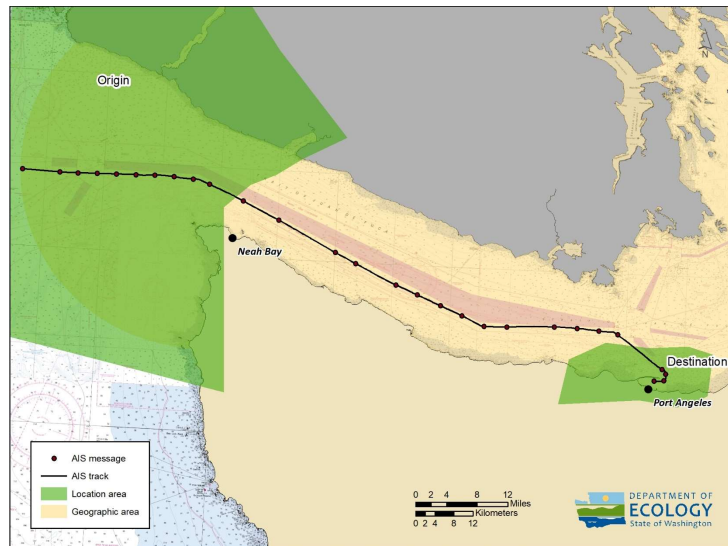 N
Origin
Neah Bay
Destination
Port Angeles
AIS message
AIS track
Location area
Geographic area
0 2 4 8 12
Miles
Kilometers
0 2 4 8 12
DEPARTMENT OF
ECOLOGY
State of Washington